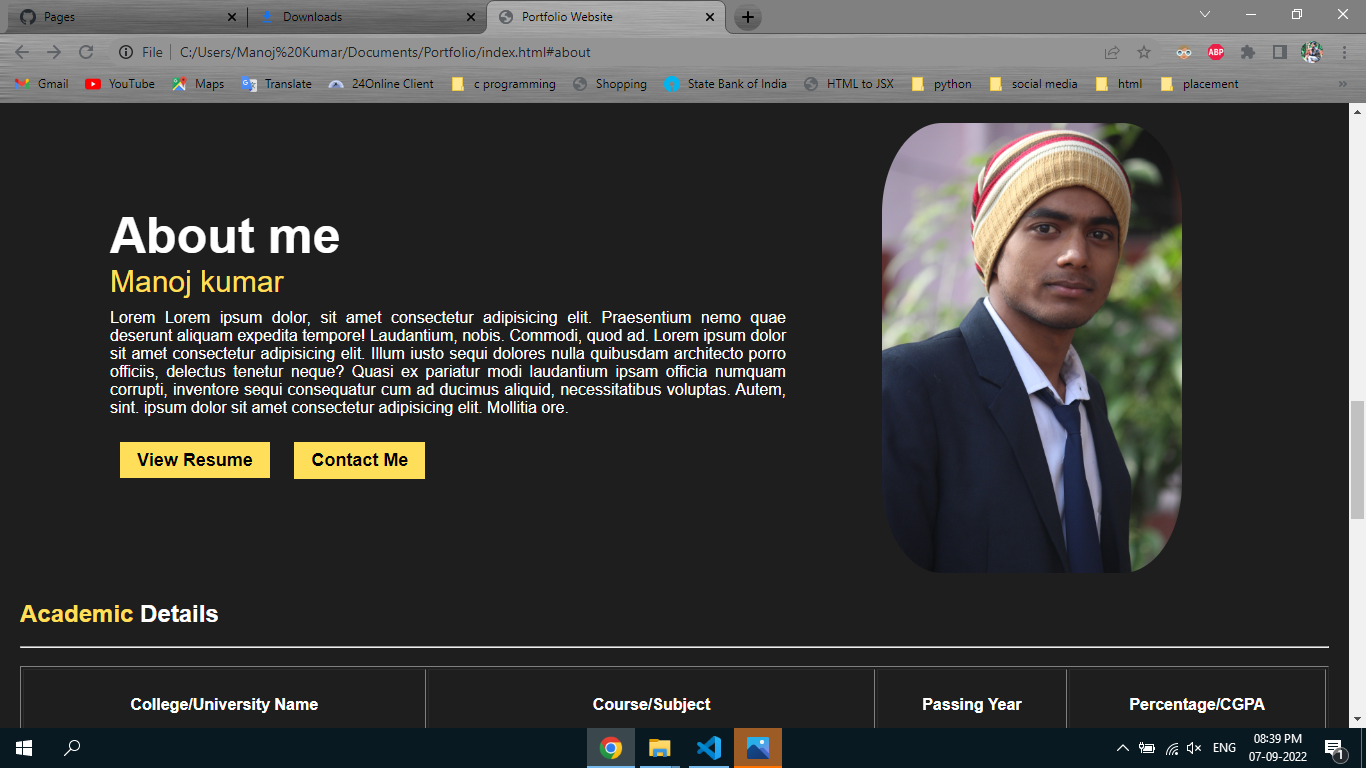 Pages
Downloads
Portfolio Website
File
C:/Users/Manoj%20Kumar/Documents/Portfolio/index.html#about
ABP
Gmail
YouTube
Maps
Translate
24Online Client
c programming
Shopping
State Bank of India
HTML to JSX
python
social media
html
placement
About me
Manoj kumar
Lorem Lorem ipsum dolor, sit amet consectetur adipisicing elit. Praesentium nemo quae
deserunt aliquam expedita tempore! Laudantium, nobis. Commodi, quod ad. Lorem ipsum dolor
sit amet consectetur adipisicing elit. Illum iusto sequi dolores nulla quibusdam architecto porro
officiis, delectus tenetur neque? Quasi ex pariatur modi laudantium ipsam officia numquam
corrupti, inventore sequi consequatur cum ad ducimus aliquid, necessitatibus voluptas. Autem,
sint. ipsum dolor sit amet consectetur adipisicing elit. Mollitia ore.
View Resume
Contact Me
Academic Details
College/University Name
Course/Subject
Passing Year
Percentage/CGPA
ENG
08:39 PM
07-09-2022
1